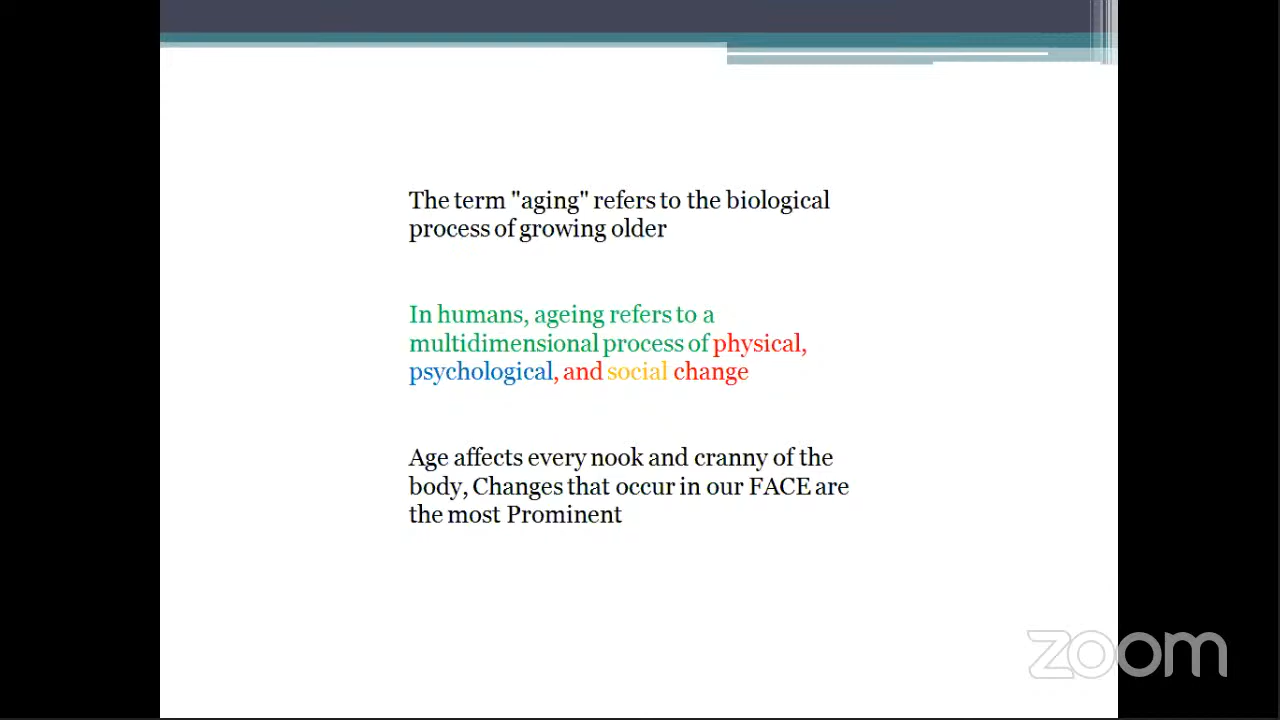 The term "aging" refers to the biological
process of growing older
In humans, ageing refers to a
multidimensional process of physical,
psychological, and social change
Age affects every nook and cranny of the
body, Changes that occur in our FACE are
the most Prominent
zoom